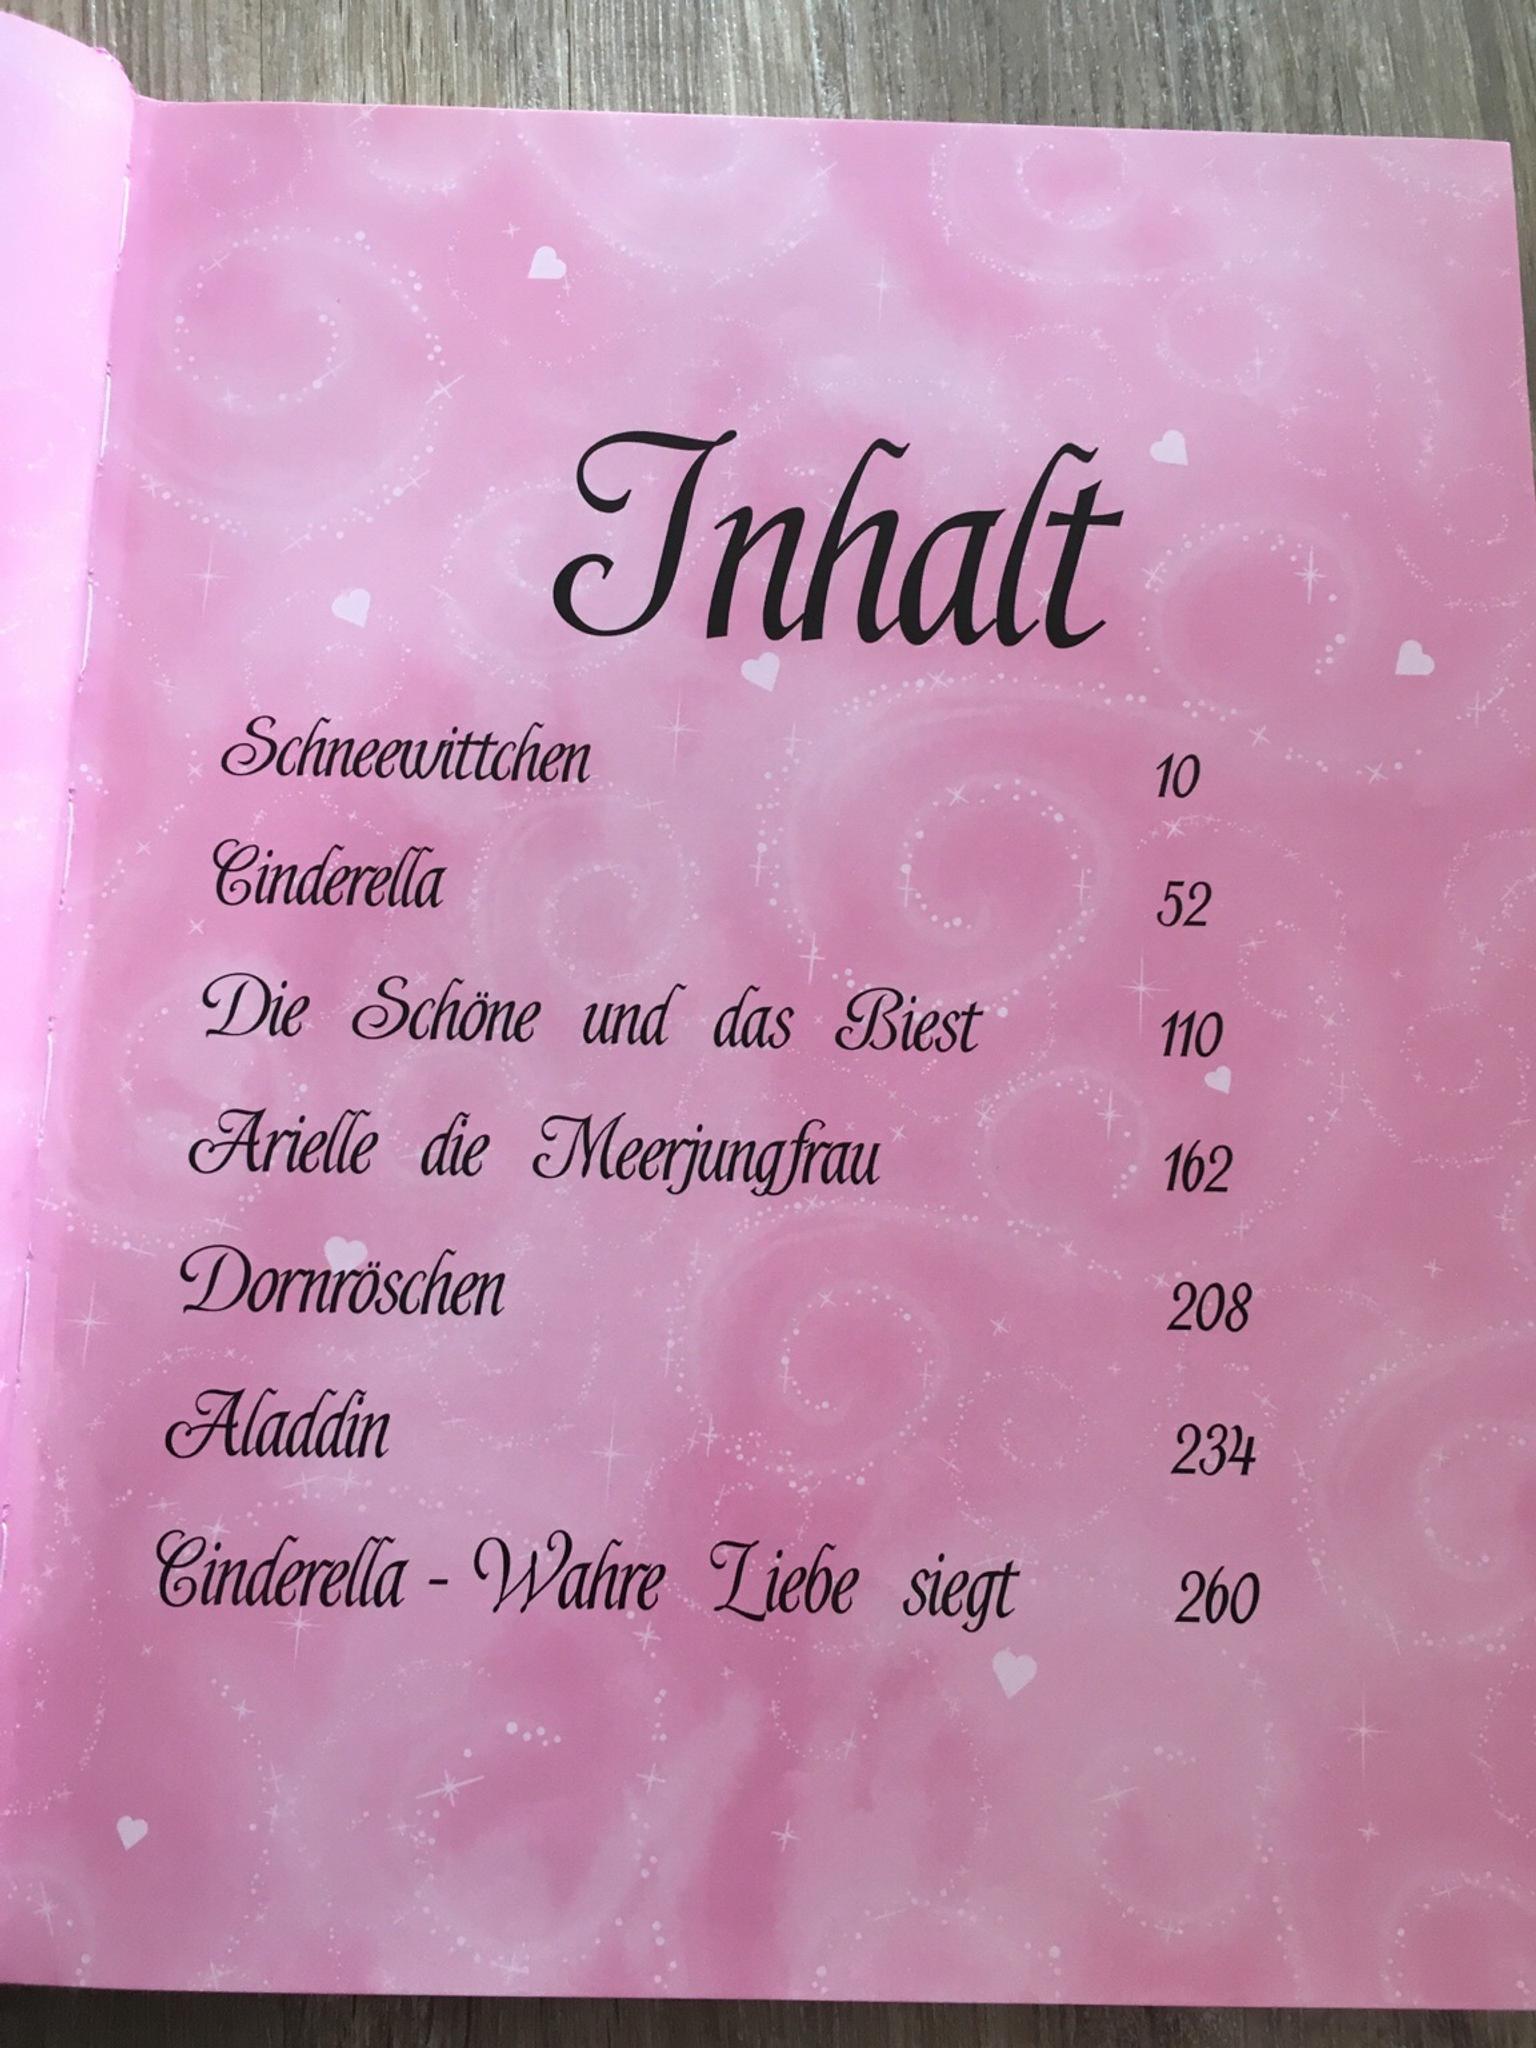 Inhalt
Schneewittchen 10
Cinderella 52
Die Schöne und das Biest 110
Arielle die Meerjungfrau 162
Dornröschen 208
Aladdin 234
Cinderella - Wahre Liebe siegt 260